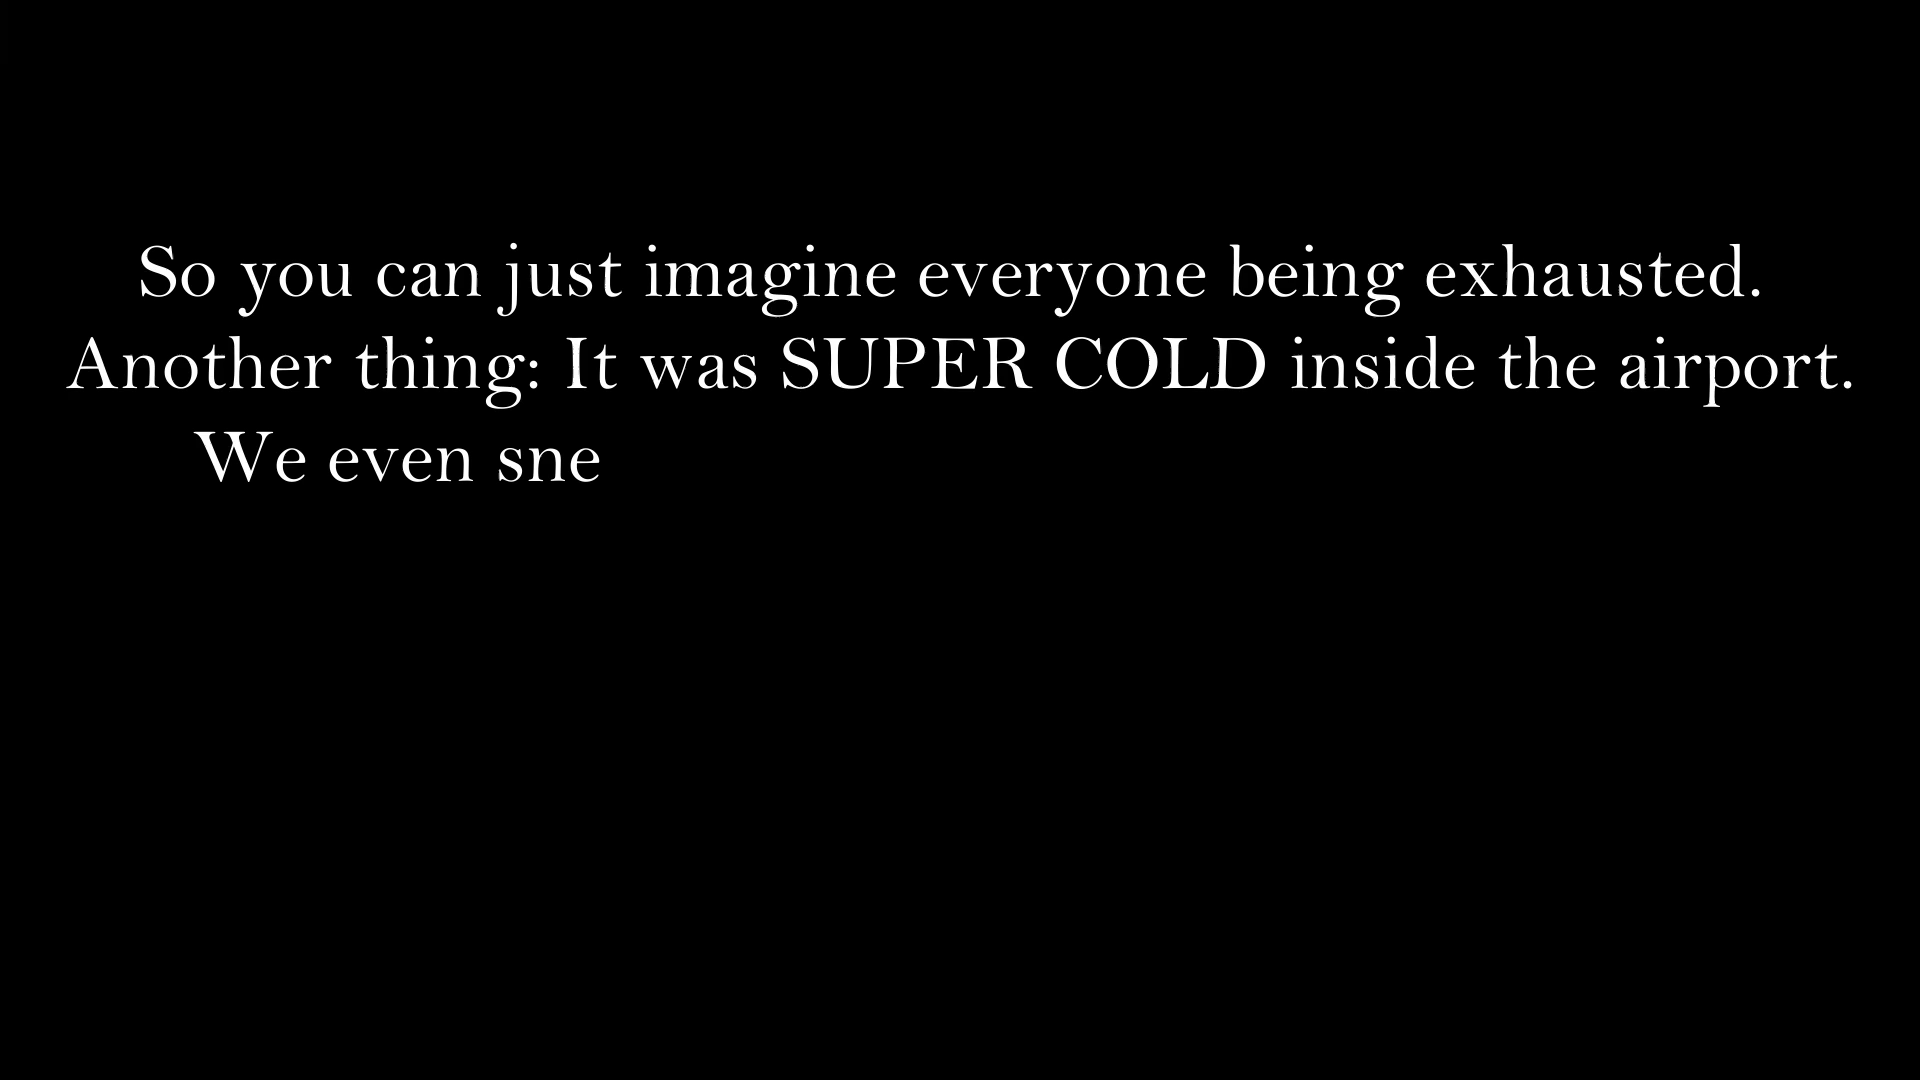 So you can just imagine everyone being exhausted.
Another thing: It was SUPER COLD inside the airport.
We even sne